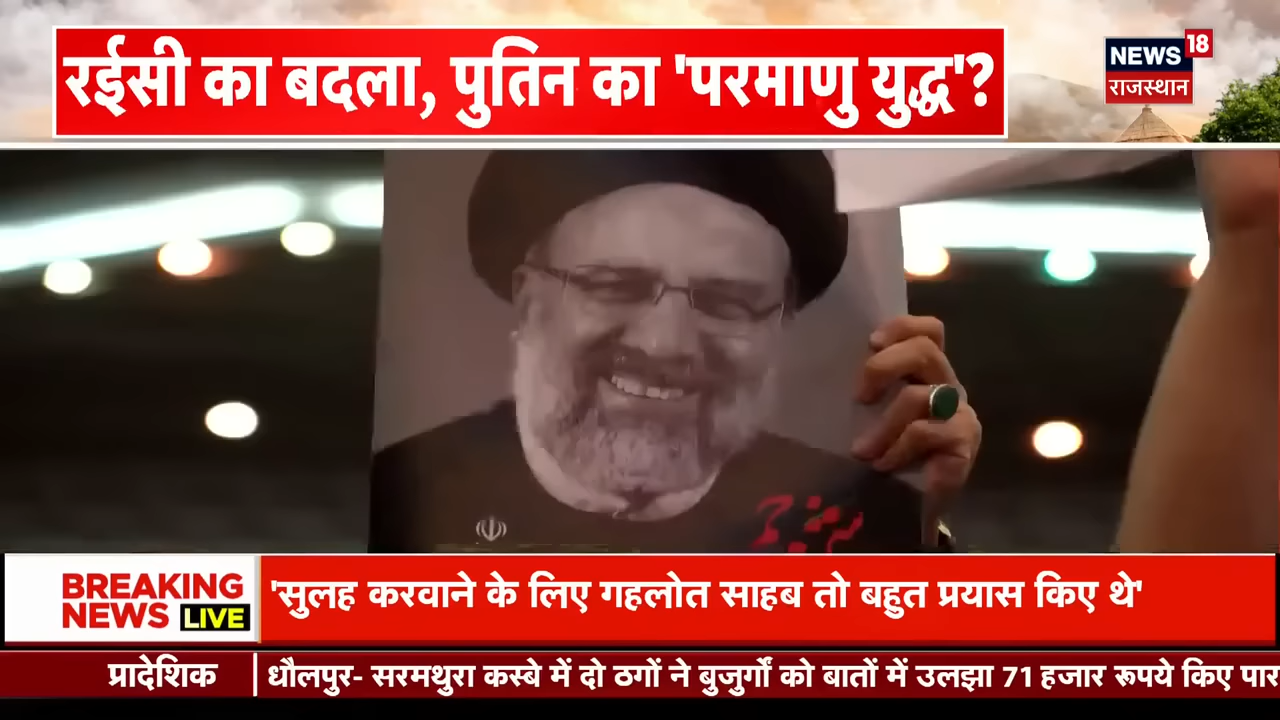 रईसी का बदला, पुतिन का 'परमाणु युद्ध'?
NEWS 18
राजस्थान
BREAKING
NEWS LIVE
'सुलह करवाने के लिए गहलोत साहब तो बहुत प्रयास किए थे'
प्रादेशिक
धौलपुर- सरमथुरा कस्बे में दो ठगों ने बुजुर्गों को बातों में उलझा 71 हजार रूपये किए पार